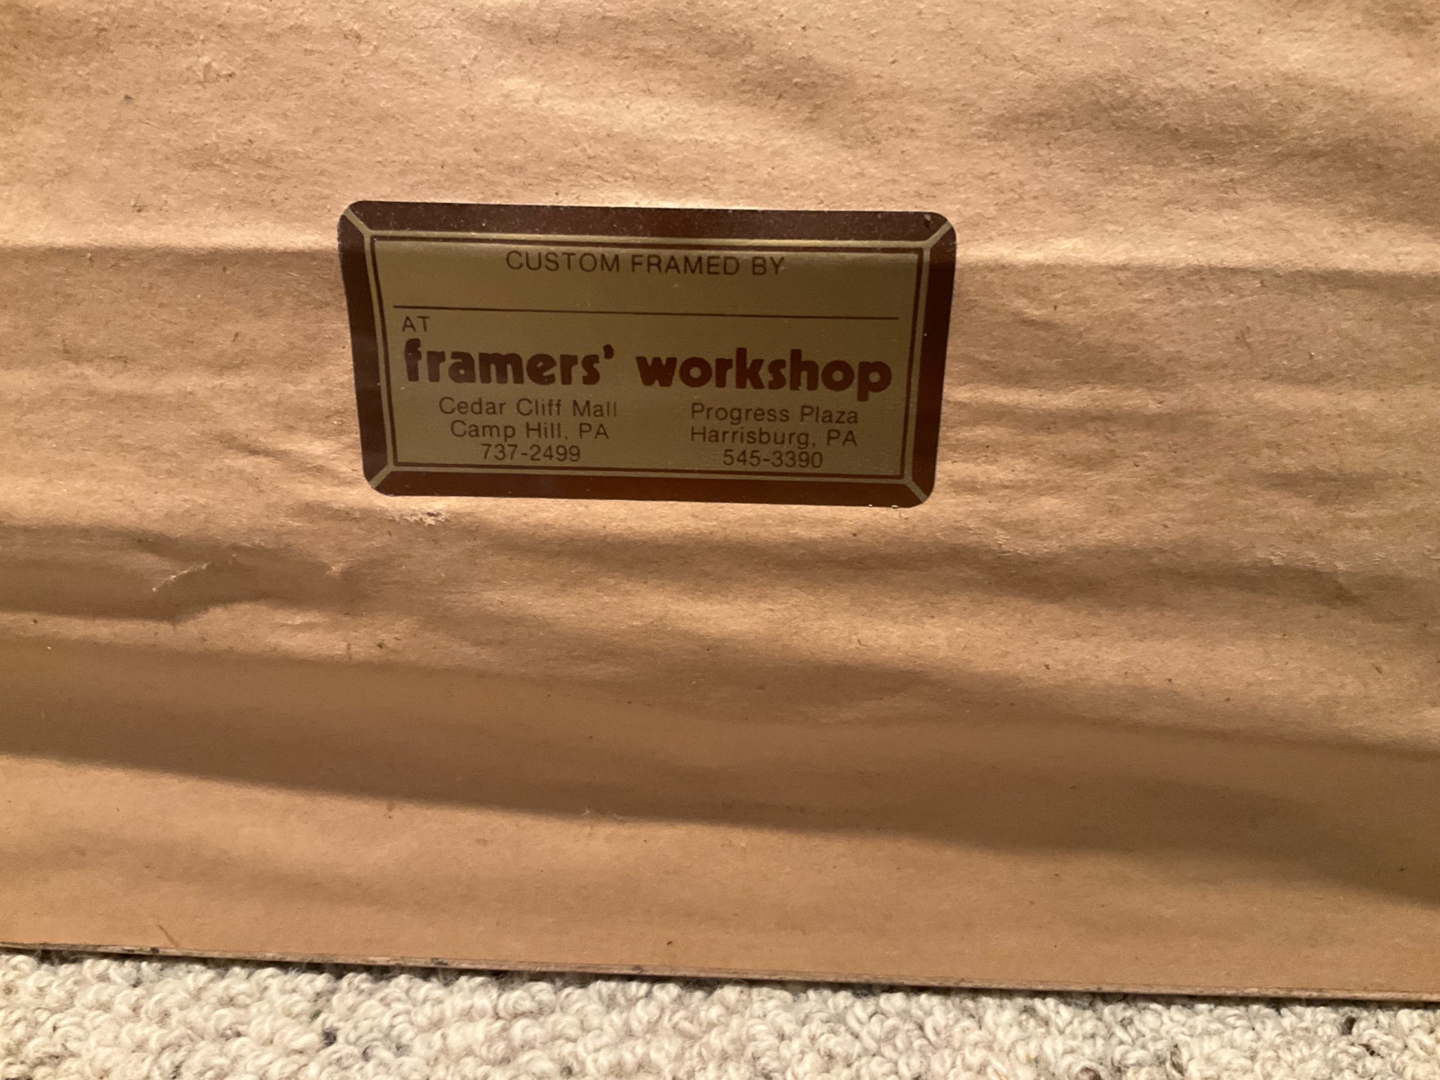 CUSTOM FRAMED BY
AT
framers' workshop
Cedar Cliff Mall
Camp Hill, PA
737-2499
Progress Plaza
Harrisburg, PA
545-3390